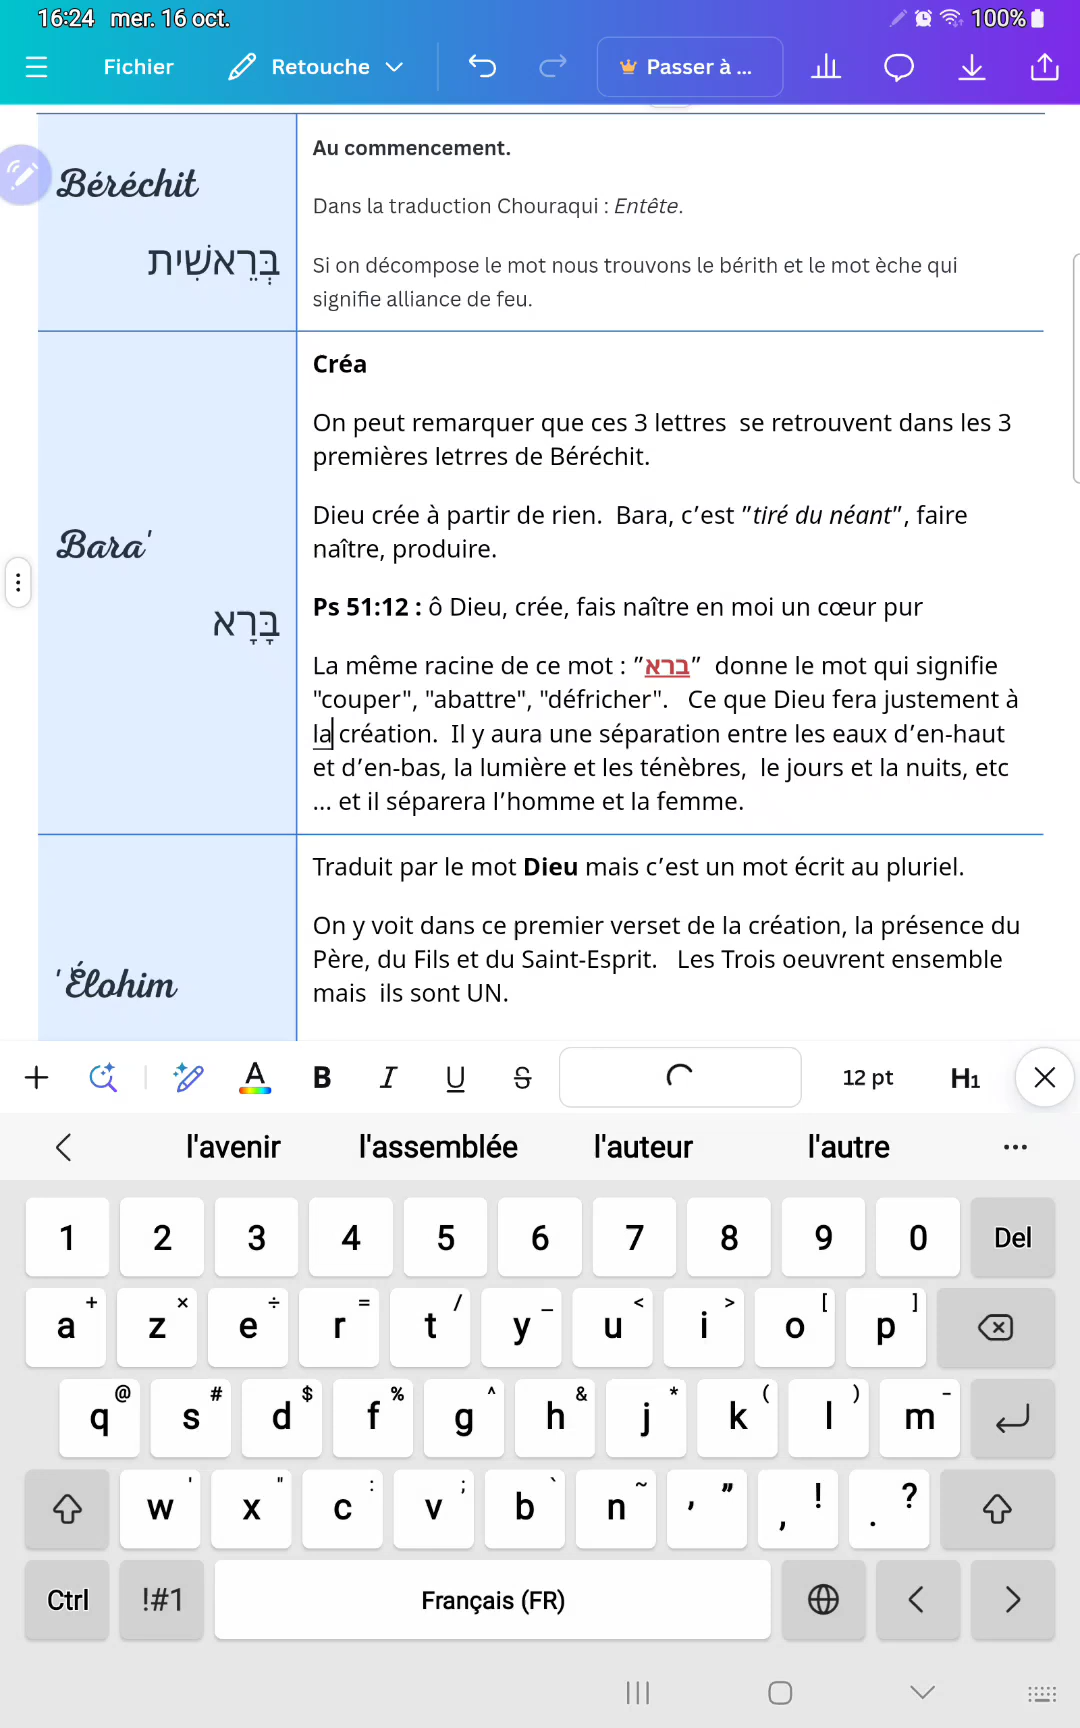 16:24 mer. 16 oct. 100%
Fichier Retouche Passer à ...
Béréchit
בְּרֵאשִׁית
Au commencement.
Dans la traduction Chouraqui : Entête.
Si on décompose le mot nous trouvons le bérith et le mot èche qui
signifie alliance de feu.
Bara'
בָּרָא
Créa
On peut remarquer que ces 3 lettres  se retrouvent dans les 3
premières letrres de Béréchit.
Dieu crée à partir de rien.  Bara, c’est ”tiré du néant”, faire
naître, produire.
Ps 51:12 : ô Dieu, crée, fais naître en moi un cœur pur
La même racine de ce mot : ”ברא”  donne le mot qui signifie
"couper", "abattre", "défricher".   Ce que Dieu fera justement à
la création.  Il y aura une séparation entre les eaux d’en-haut
et d’en-bas, la lumière et les ténèbres,  le jours et la nuits, etc
... et il séparera l’homme et la femme.
'Élohim
Traduit par le mot Dieu mais c’est un mot écrit au pluriel.
On y voit dans ce premier verset de la création, la présence du
Père, du Fils et du Saint-Esprit.   Les Trois oeuvrent ensemble
mais  ils sont UN.
+ A B I U S 12 pt H1
l'avenir l'assemblée l'auteur l'autre ...
1 2 3 4 5 6 7 8 9 0 Del
a + z × e ÷ r = t / y _ u < i > o [ p ]
q @ s # d $ f % g ^ h & j * k ( l ) m -
w ' x " c : v ; b ` n ~ ' " , ! . ?
Ctrl !#1 Français (FR) < >